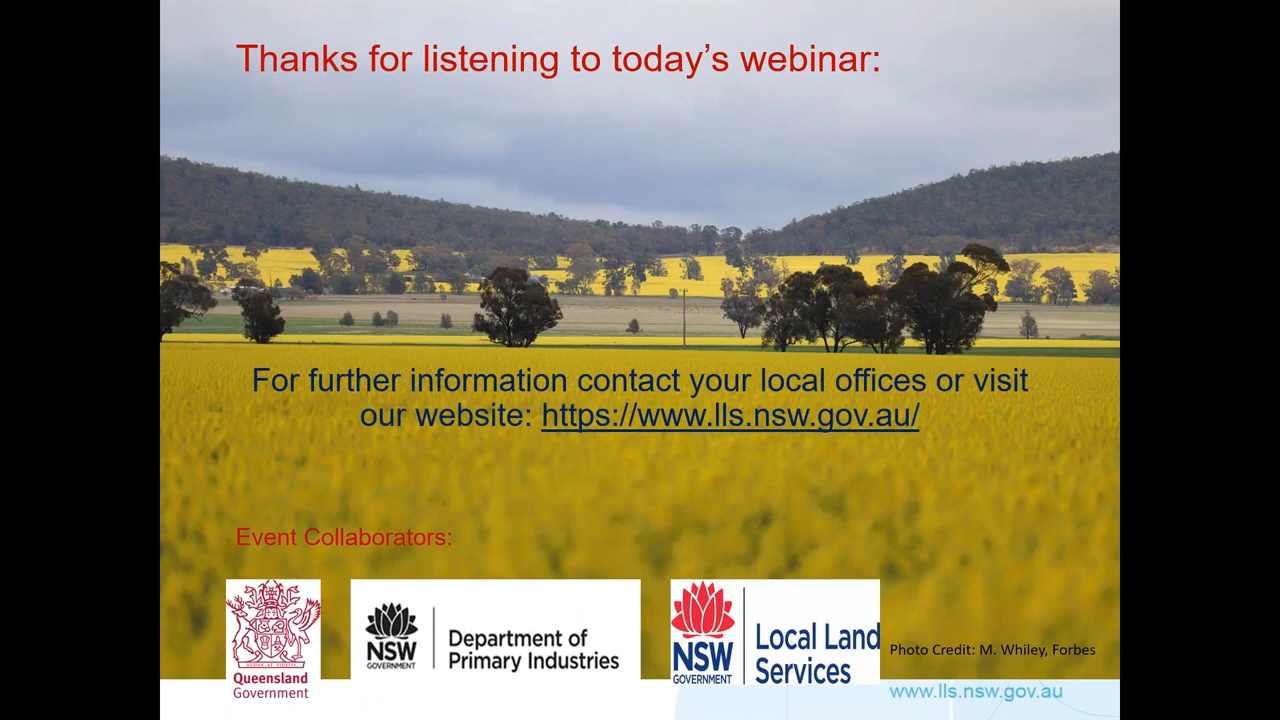 Thanks for listening to today’s webinar:
For further information contact your local offices or visit
our website: https://www.lls.nsw.gov.au/
Event Collaborators:
Queensland
Government
NSW
GOVERNMENT
Department of
Primary Industries
NSW
GOVERNMENT
Local Land
Services
Photo Credit: M. Whiley, Forbes
www.lls.nsw.gov.au